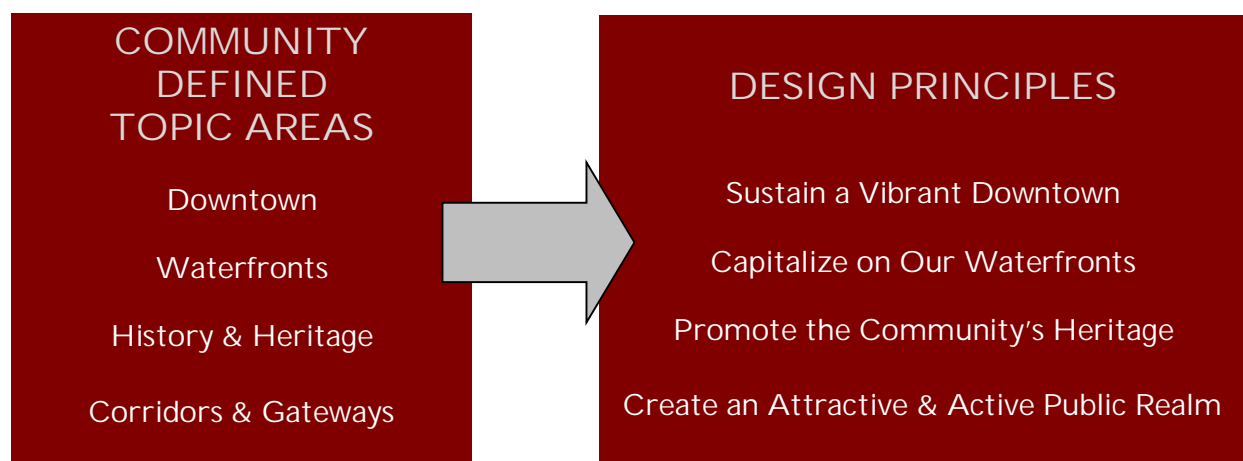 COMMUNITY
DEFINED
TOPIC AREAS
Downtown
Waterfronts
History & Heritage
Corridors & Gateways
DESIGN PRINCIPLES
Sustain a Vibrant Downtown
Capitalize on Our Waterfronts
Promote the Community's Heritage
Create an Attractive & Active Public Realm